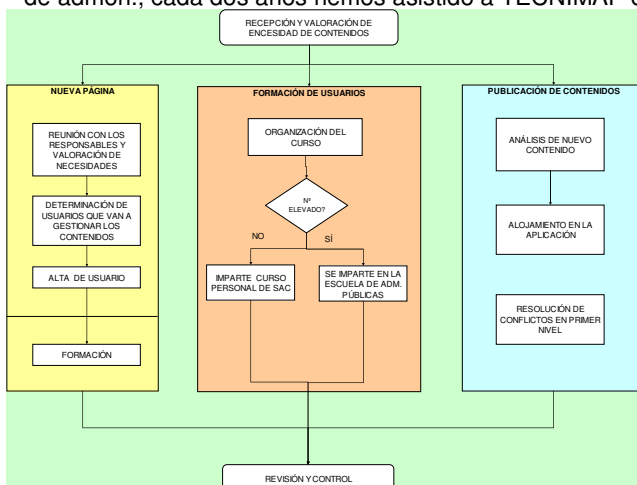 de admón., cada dos años hemos asistido a TECNIMAP
RECEPCIÓN Y VALORACIÓN DE
ENCESIDAD DE CONTENIDOS
NUEVA PÁGINA
REUNIÓN CON LOS
RESPONSABLES Y
VALORACIÓN DE
NECESIDADES
DETERMINACIÓN DE
USUARIOS QUE VAN A
GESTIONAR LOS
CONTENIDOS
ALTA DE USUARIO
FORMACIÓN
FORMACIÓN DE USUARIOS
ORGANIZACIÓN DEL
CURSO
Nº
ELEVADO?
NO
SÍ
IMPARTE CURSO
PERSONAL DE SAC
SE IMPARTE EN LA
ESCUELA DE ADM.
PÚBLICAS
PUBLICACIÓN DE CONTENIDOS
ANÁLISIS DE NUEVO
CONTENIDO
ALOJAMIENTO EN LA
APLICACIÓN
RESOLUCIÓN DE
CONFLICTOS EN PRIMER
NIVEL
REVISIÓN Y CONTROL